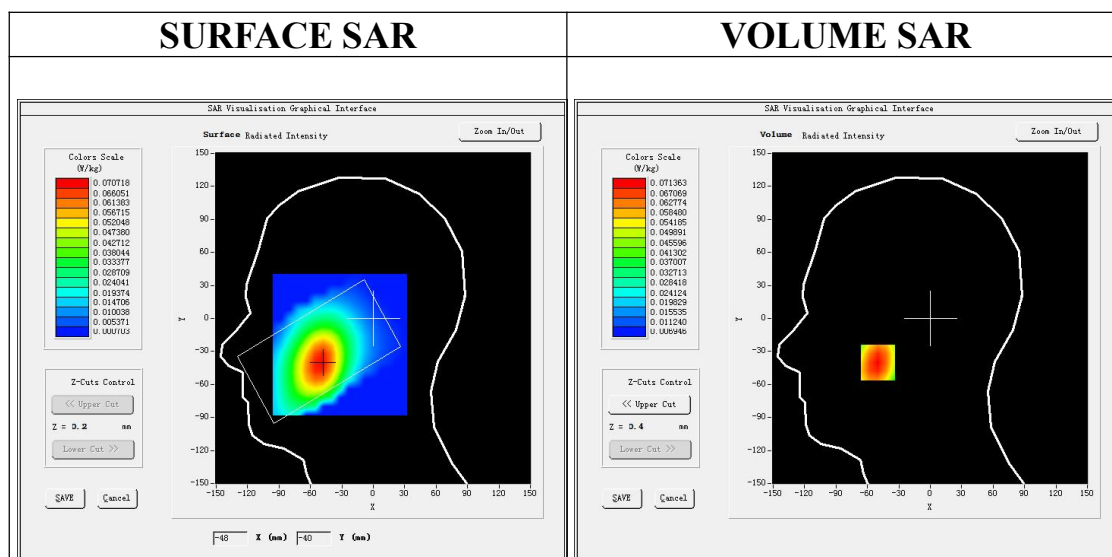 SURFACE SAR
VOLUME SAR
SAR Visualisation Graphical Interface
Surface Radiated Intensity
Zoom In/Out
Colors Scale
(W/kg)
0.070718
0.066051
0.061383
0.056715
0.052048
0.047380
0.042712
0.038044
0.033377
0.028709
0.024041
0.019374
0.014706
0.010038
0.005371
0.000703
Z-Cuts Control
<< Upper Cut
Z = 0.2 mm
Lower Cut >>
SAVE
Cancel
150
120
90
60
30
0
-30
-60
-90
-120
-150
Y
-150 -120 -90 -60 -30 0 30 60 90 120 150
X
-48 X (mm) -40 Y (mm)
SAR Visualisation Graphical Interface
Volume Radiated Intensity
Zoom In/Out
Colors Scale
(W/kg)
0.071363
0.067069
0.062774
0.058480
0.054185
0.049891
0.045596
0.041302
0.037007
0.032713
0.028418
0.024124
0.019829
0.015535
0.011240
0.006946
Z-Cuts Control
<< Upper Cut
Z = 0.4 mm
Lower Cut >>
SAVE
Cancel
150
120
90
60
30
0
-30
-60
-90
-120
-150
Y
-150 -120 -90 -60 -30 0 30 60 90 120 150
X